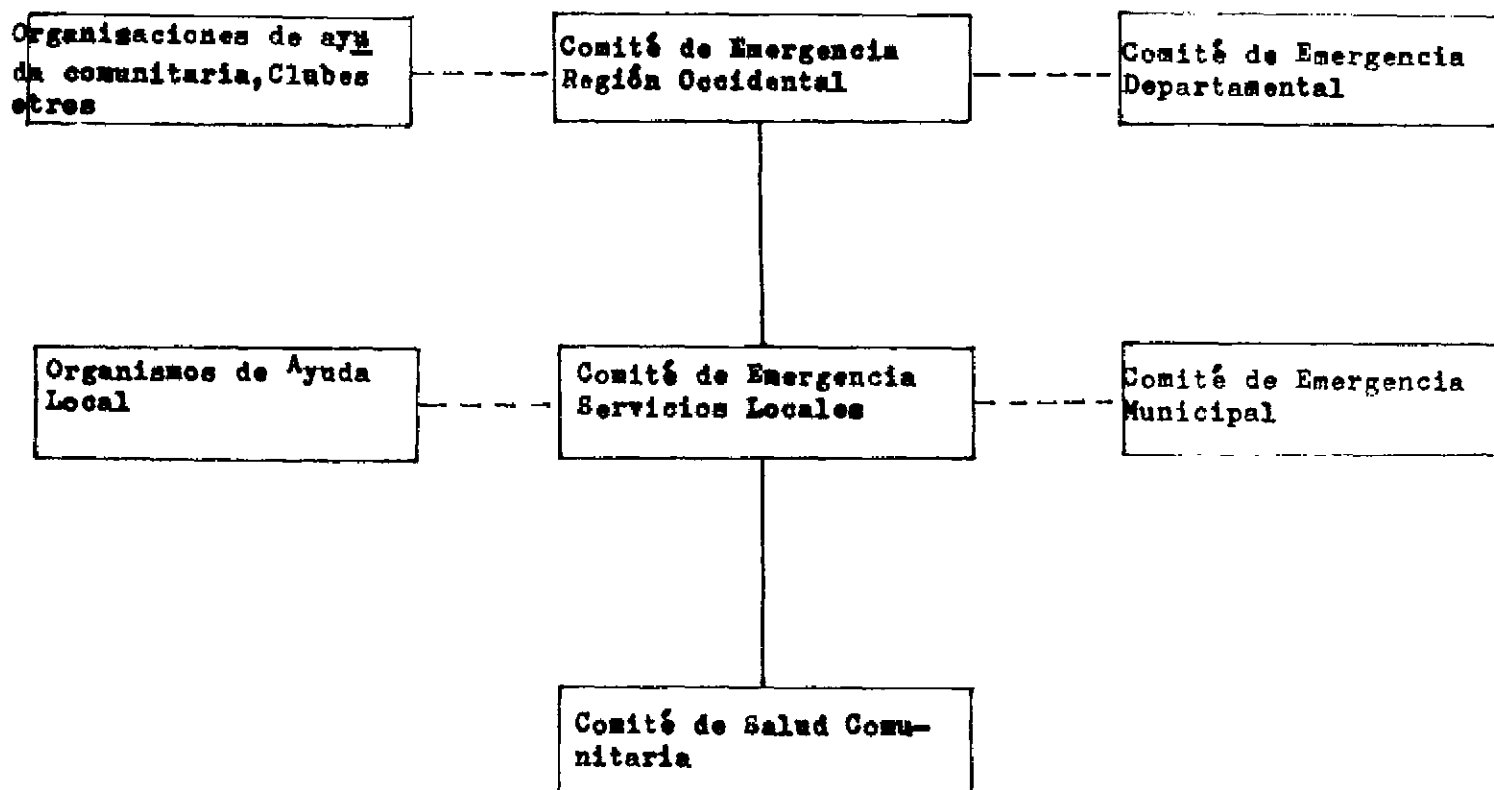 Organisaciones de ayu
da comunitaria,Clubes
otros
Comité de Emergencia
Región Occidental
Comité de Emergencia
Departamental
Organismos de Ayuda
Local
Comité de Emergencia
Servicios Locales
Comité de Emergencia
Municipal
Comité de Salud Comu-
nitaria